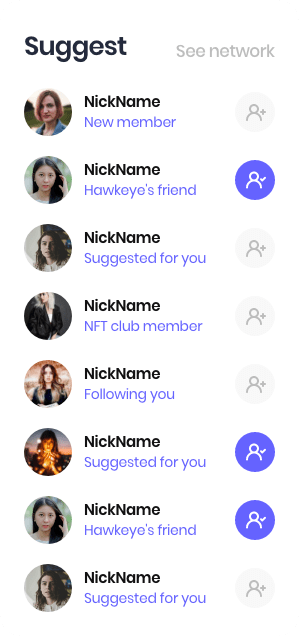 Suggest
See network
NickName
New member
NickName
Hawkeye's friend
NickName
Suggested for you
NickName
NFT club member
NickName
Following you
NickName
Suggested for you
NickName
Hawkeye's friend
NickName
Suggested for you